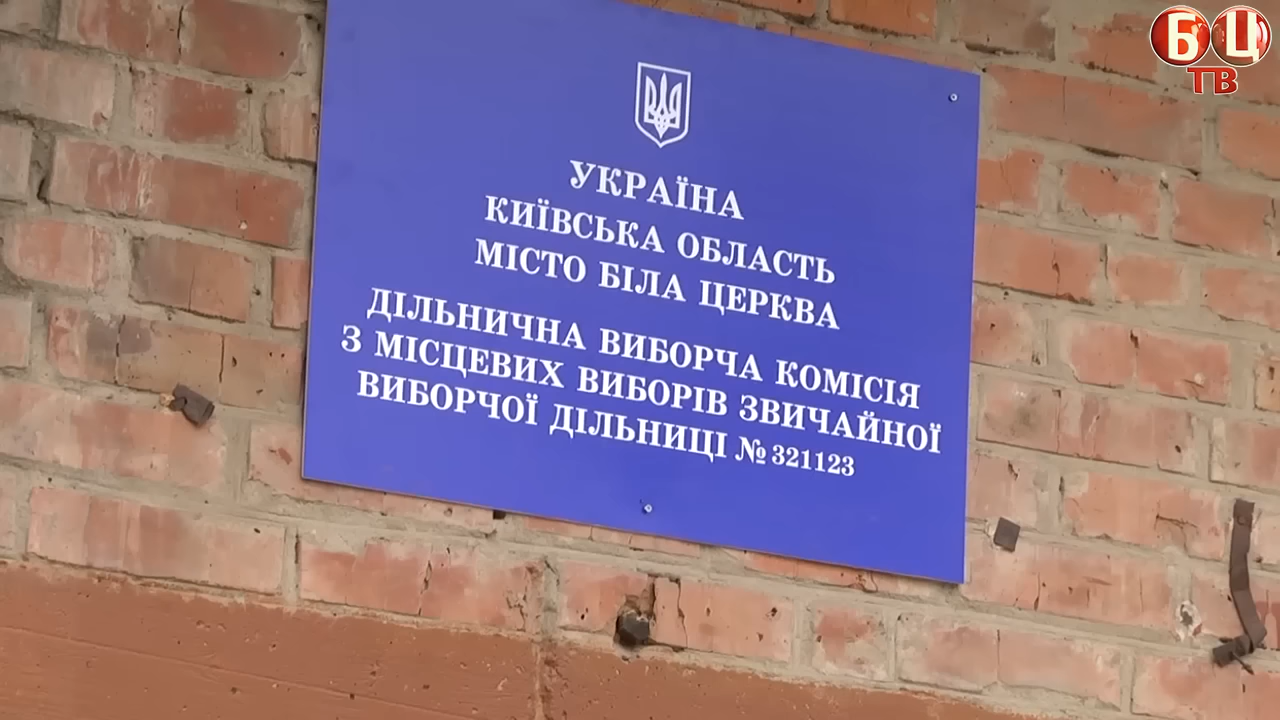 БЦ
ТВ
УКРАЇНА
КИЇВСЬКА ОБЛАСТЬ
МІСТО БІЛА ЦЕРКВА
ДІЛЬНИЧНА ВИБОРЧА КОМІСІЯ
З МІСЦЕВИХ ВИБОРІВ ЗВИЧАЙНОЇ
ВИБОРЧОЇ ДІЛЬНИЦІ № 321123